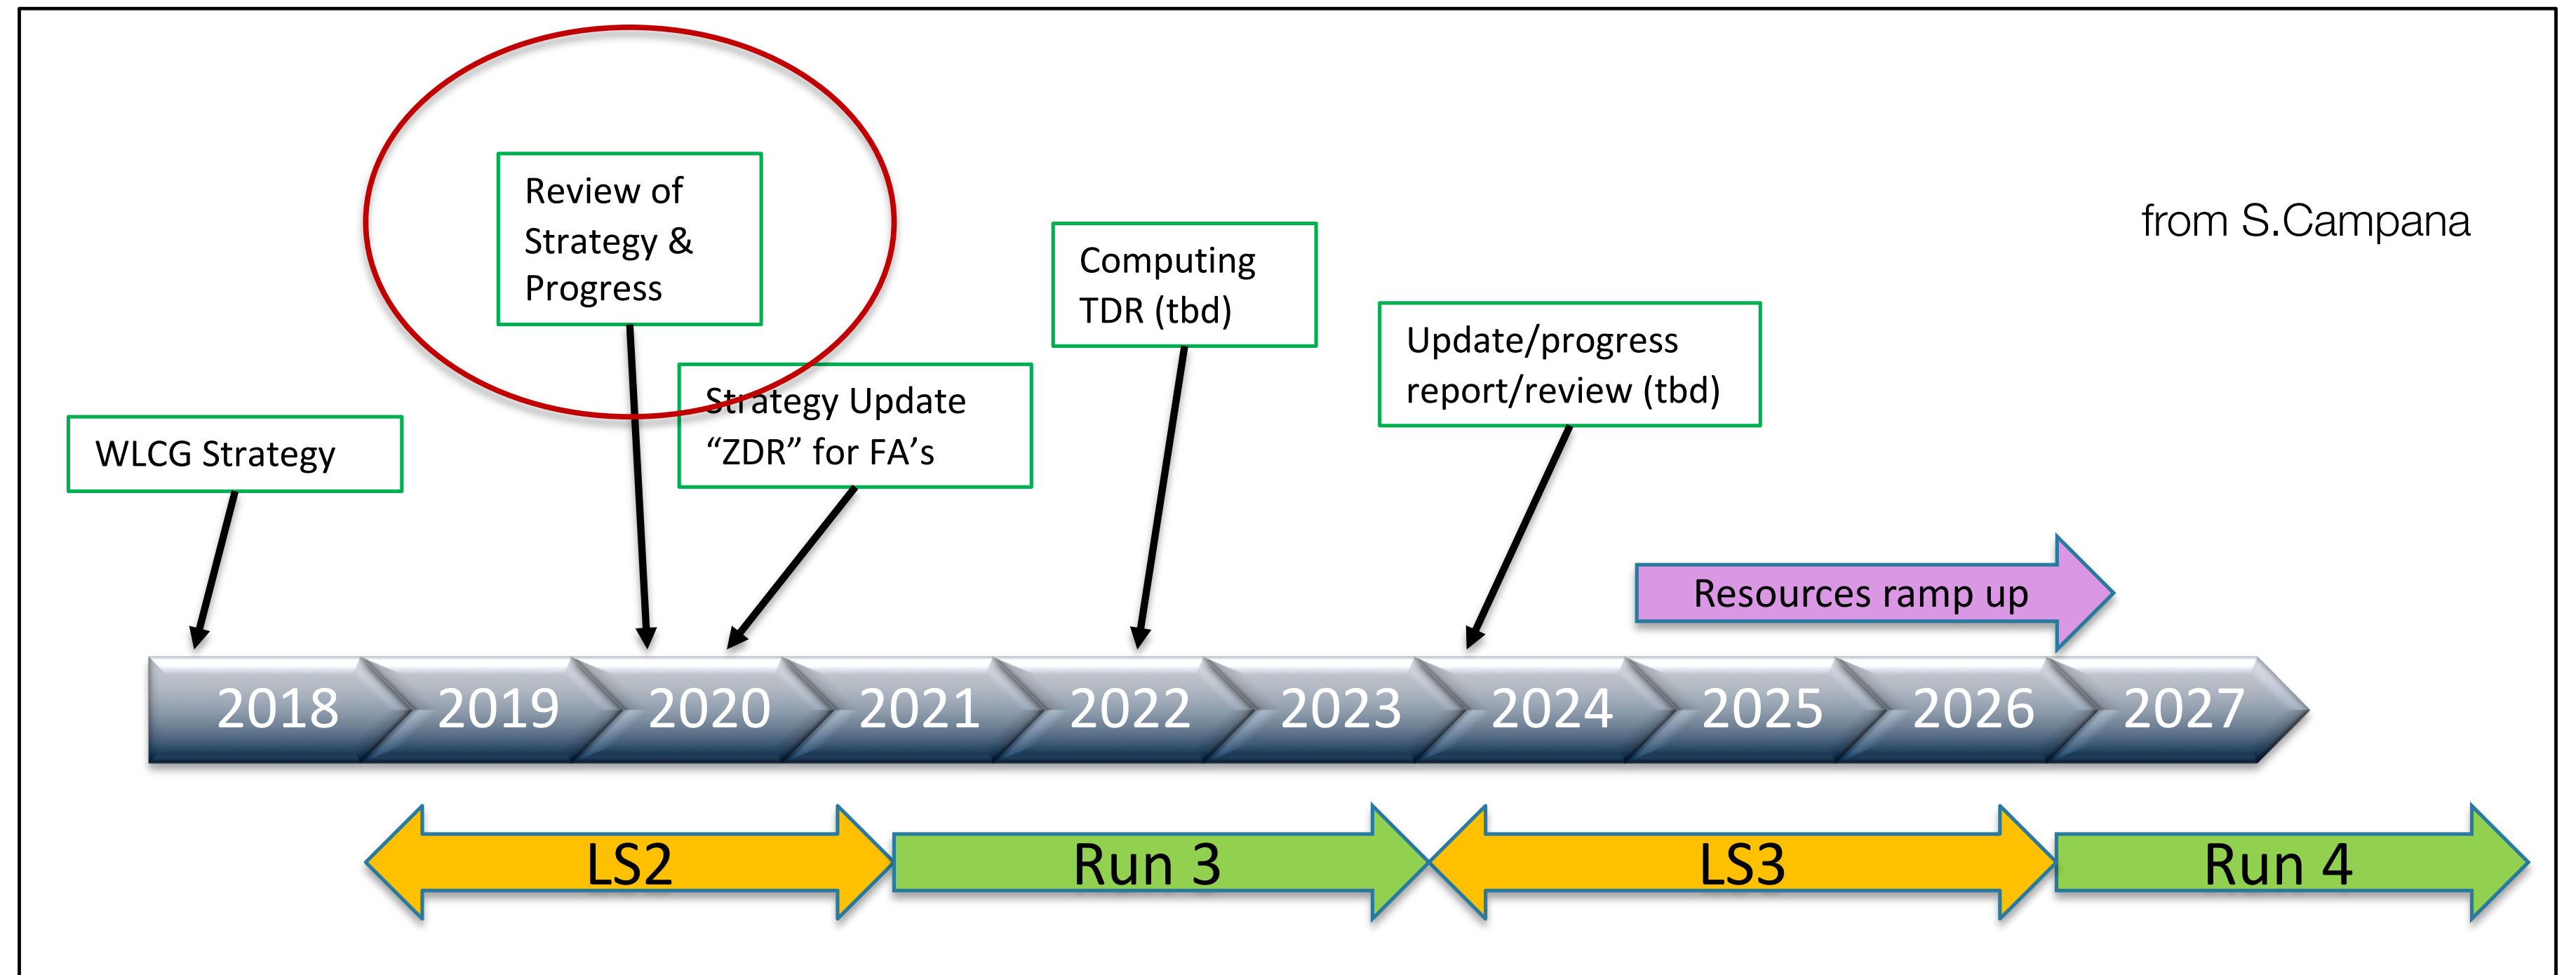 Review of
Strategy &
Progress
from S.Campana
Computing
TDR (tbd)
Update/progress
report/review (tbd)
Strategy Update
“ZDR” for FA’s
WLCG Strategy
Resources ramp up
2018 2019 2020 2021 2022 2023 2024 2025 2026 2027
LS2 Run 3 LS3 Run 4